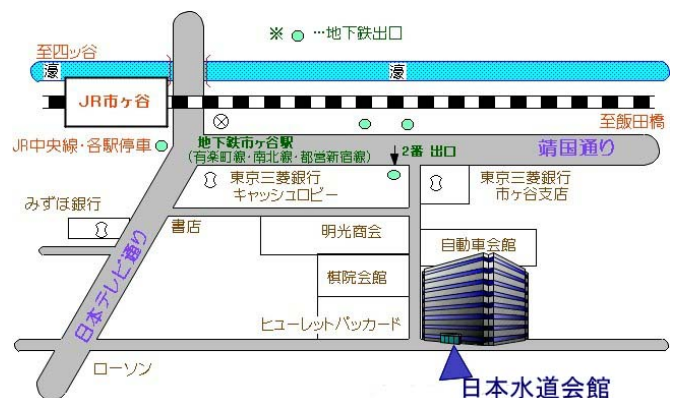 ※ ○ …地下鉄出口
至四ッ谷
濠
濠
JR市ヶ谷
至飯田橋
JR中央線・各駅停車
地下鉄市ヶ谷駅
(有楽町線・南北線・都営新宿線)
↓2番 出口
靖国通り
東京三菱銀行
キャッシュロビー
東京三菱銀行
市ヶ谷支店
みずほ銀行
書店
明光商会
自動車会館
日本テレビ通り
棋院会館
ヒューレットパッカード
ローソン
日本水道会館